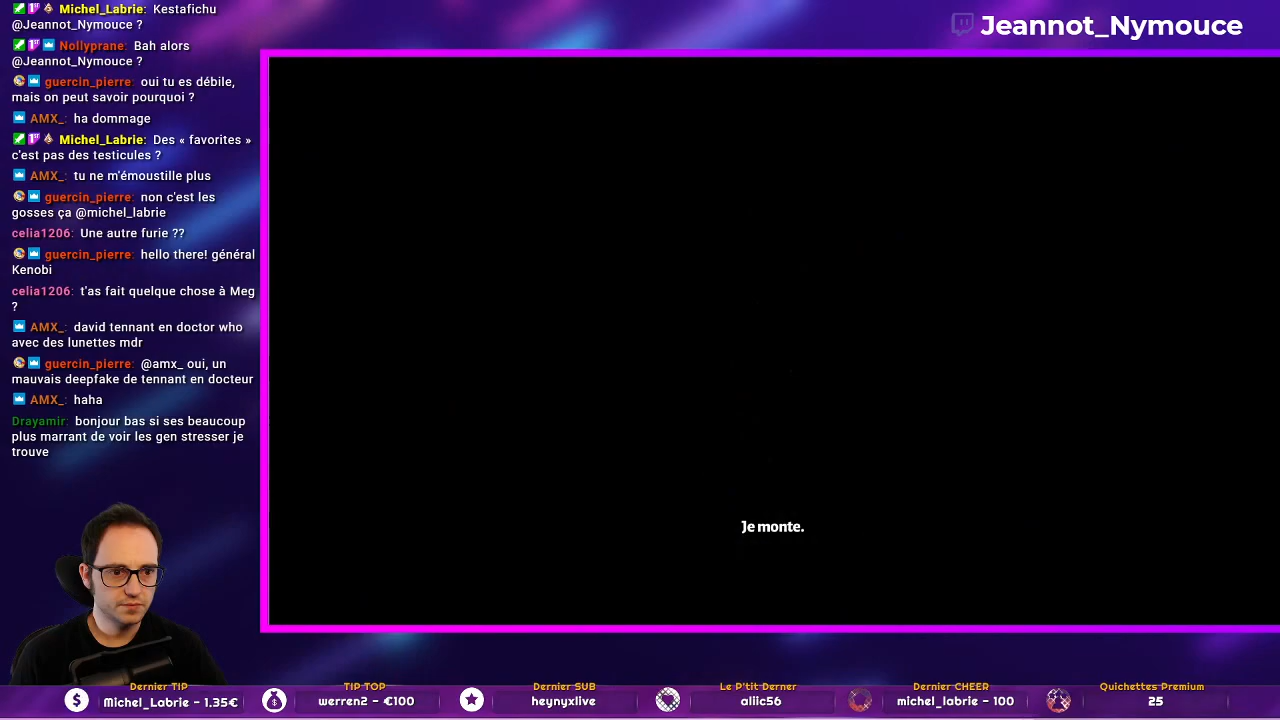 Michel_Labrie: Kestafichu
@Jeannot_Nymouce ?
Nollyprane: Bah alors
@Jeannot_Nymouce ?
guercin_pierre: oui tu es débile,
mais on peut savoir pourquoi ?
AMX_: ha dommage
Michel_Labrie: Des « favorites »
c'est pas des testicules ?
AMX_: tu ne m'émoustille plus
guercin_pierre: non c'est les
gosses ça @michel_labrie
celia1206: Une autre furie ??
guercin_pierre: hello there! général
Kenobi
celia1206: t'as fait quelque chose à Meg
?
AMX_: david tennant en doctor who
avec des lunettes mdr
guercin_pierre: @amx_ oui, un
mauvais deepfake de tennant en docteur
AMX_: haha
Drayamir: bonjour bas si ses beaucoup
plus marrant de voir les gen stresser je
trouve
Jeannot_Nymouce
Je monte.
Dernier TIP
Michel_Labrie - 1.35€
TIP TOP
werren2 - €100
Dernier SUB
heynyxlive
Le P'tit Derner
allic56
Dernier CHEER
michel_labrie - 100
Quichettes Premium
25